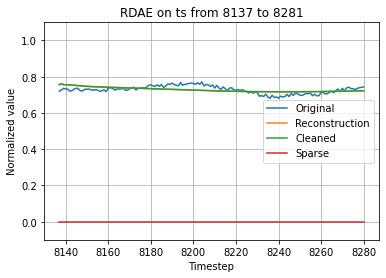 RDAE on ts from 8137 to 8281
Normalized value
1.0
0.8
0.6
0.4
0.2
0.0
Original
Reconstruction
Cleaned
Sparse
8140 8160 8180 8200 8220 8240 8260 8280
Timestep